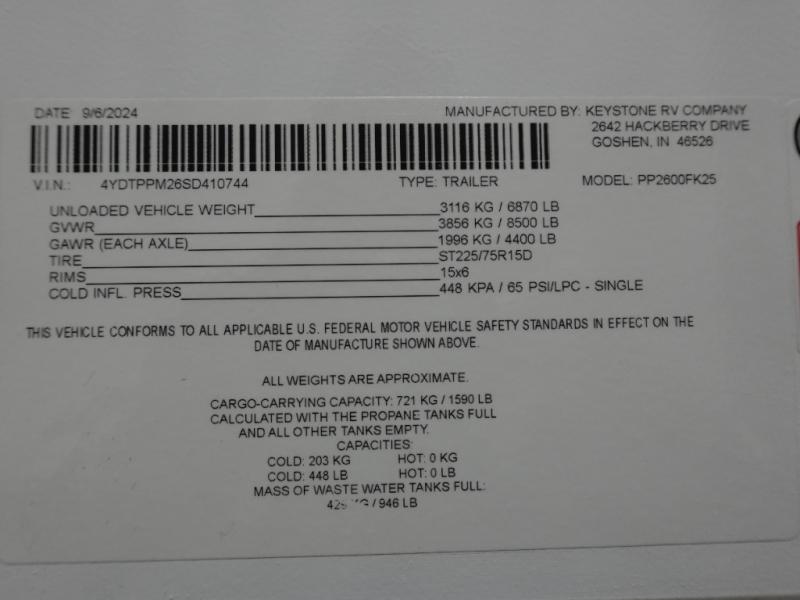 DATE 9/6/2024 MANUFACTURED BY: KEYSTONE RV COMPANY
2642 HACKBERRY DRIVE
GOSHEN, IN 46526
V.I.N.: 4YDTPPM26SD410744 TYPE: TRAILER MODEL: PP2600FK25
UNLOADED VEHICLE WEIGHT 3116 KG / 6870 LB
GVWR 3856 KG / 8500 LB
GAWR (EACH AXLE) 1996 KG / 4400 LB
TIRE ST225/75R15D
RIMS 15x6
COLD INFL. PRESS 448 KPA / 65 PSI/LPC - SINGLE
THIS VEHICLE CONFORMS TO ALL APPLICABLE U.S. FEDERAL MOTOR VEHICLE SAFETY STANDARDS IN EFFECT ON THE
DATE OF MANUFACTURE SHOWN ABOVE.
ALL WEIGHTS ARE APPROXIMATE.
CARGO-CARRYING CAPACITY: 721 KG / 1590 LB
CALCULATED WITH THE PROPANE TANKS FULL
AND ALL OTHER TANKS EMPTY.
CAPACITIES:
COLD: 203 KG HOT: 0 KG
COLD: 448 LB HOT: 0 LB
MASS OF WASTE WATER TANKS FULL:
KG / 946 LB